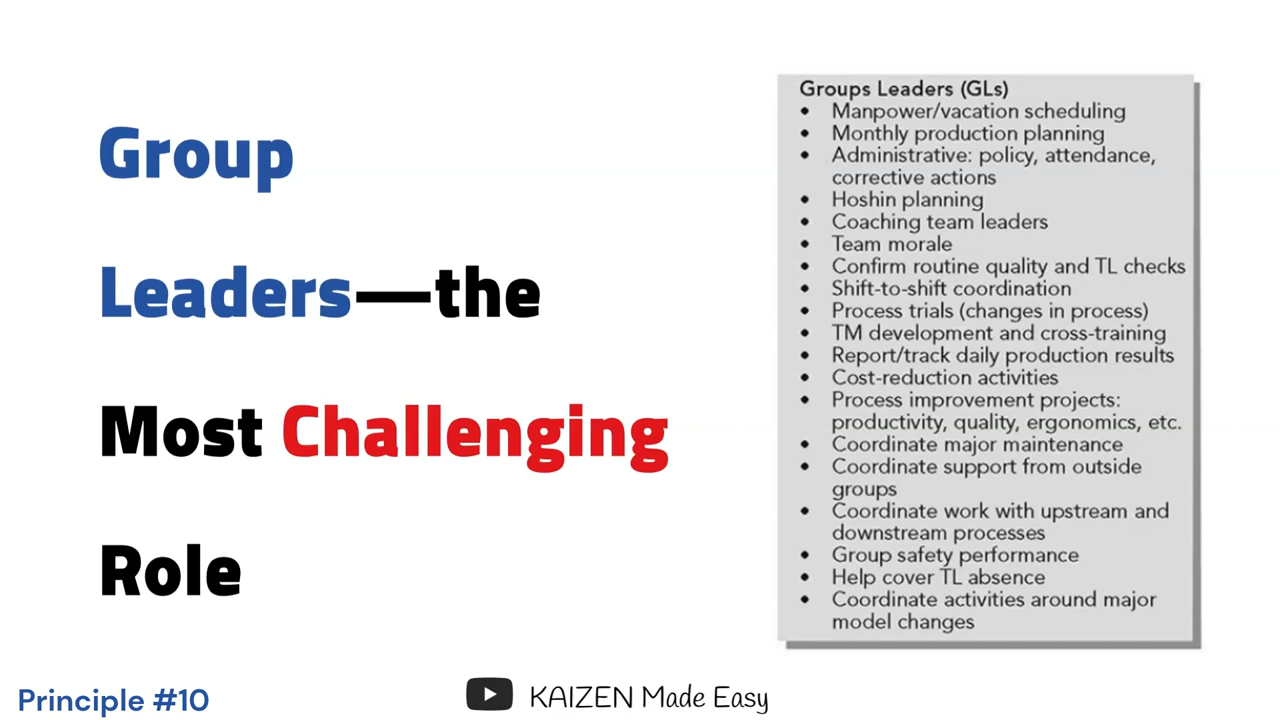 Group
Leaders—the
Most Challenging
Role
Groups Leaders (GLs)
• Manpower/vacation scheduling
• Monthly production planning
• Administrative: policy, attendance,
corrective actions
• Hoshin planning
• Coaching team leaders
• Team morale
• Confirm routine quality and TL checks
• Shift-to-shift coordination
• Process trials (changes in process)
• TM development and cross-training
• Report/track daily production results
• Cost-reduction activities
• Process improvement projects:
productivity, quality, ergonomics, etc.
• Coordinate major maintenance
• Coordinate support from outside
groups
• Coordinate work with upstream and
downstream processes
• Group safety performance
• Help cover TL absence
• Coordinate activities around major
model changes
Principle #10
KAIZEN Made Easy